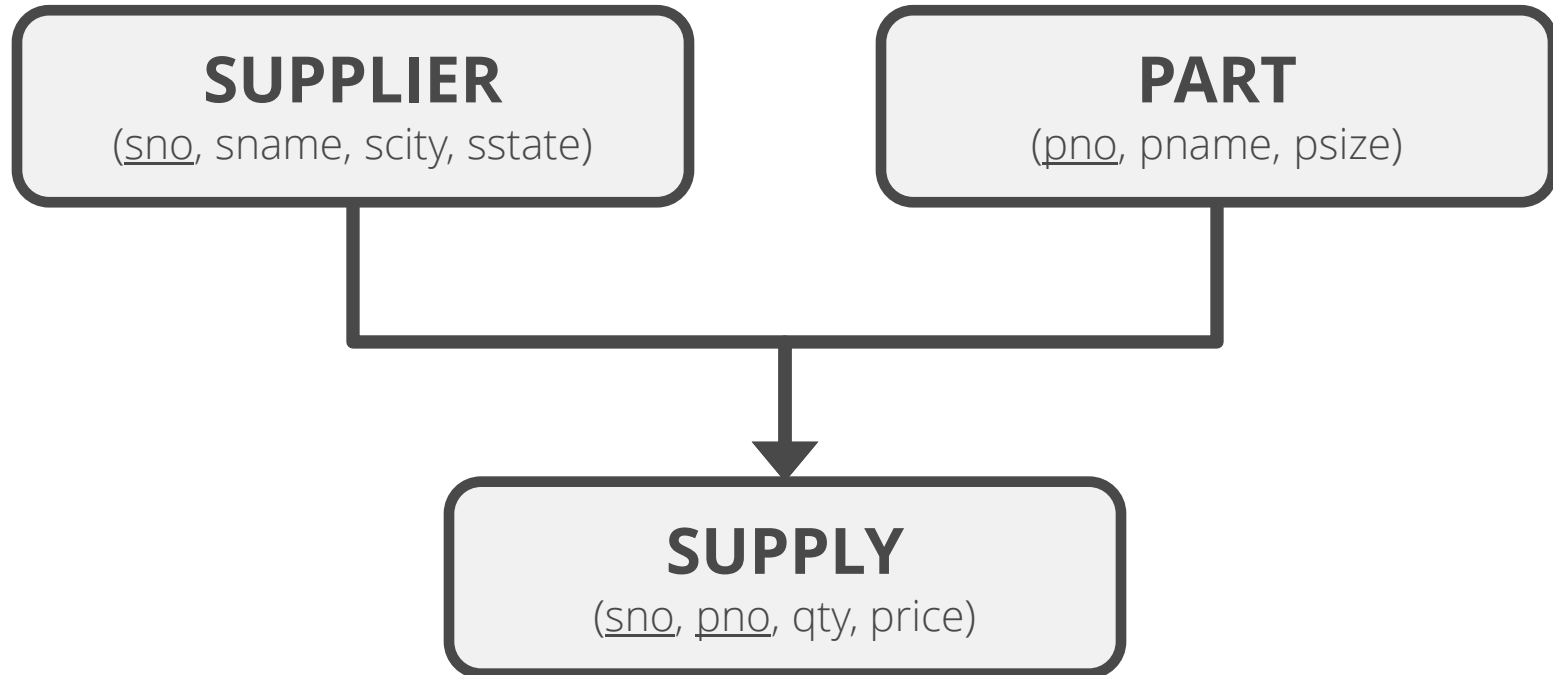 SUPPLIER
(sno, sname, scity, sstate)
PART
(pno, pname, psize)
SUPPLY
(sno, pno, qty, price)